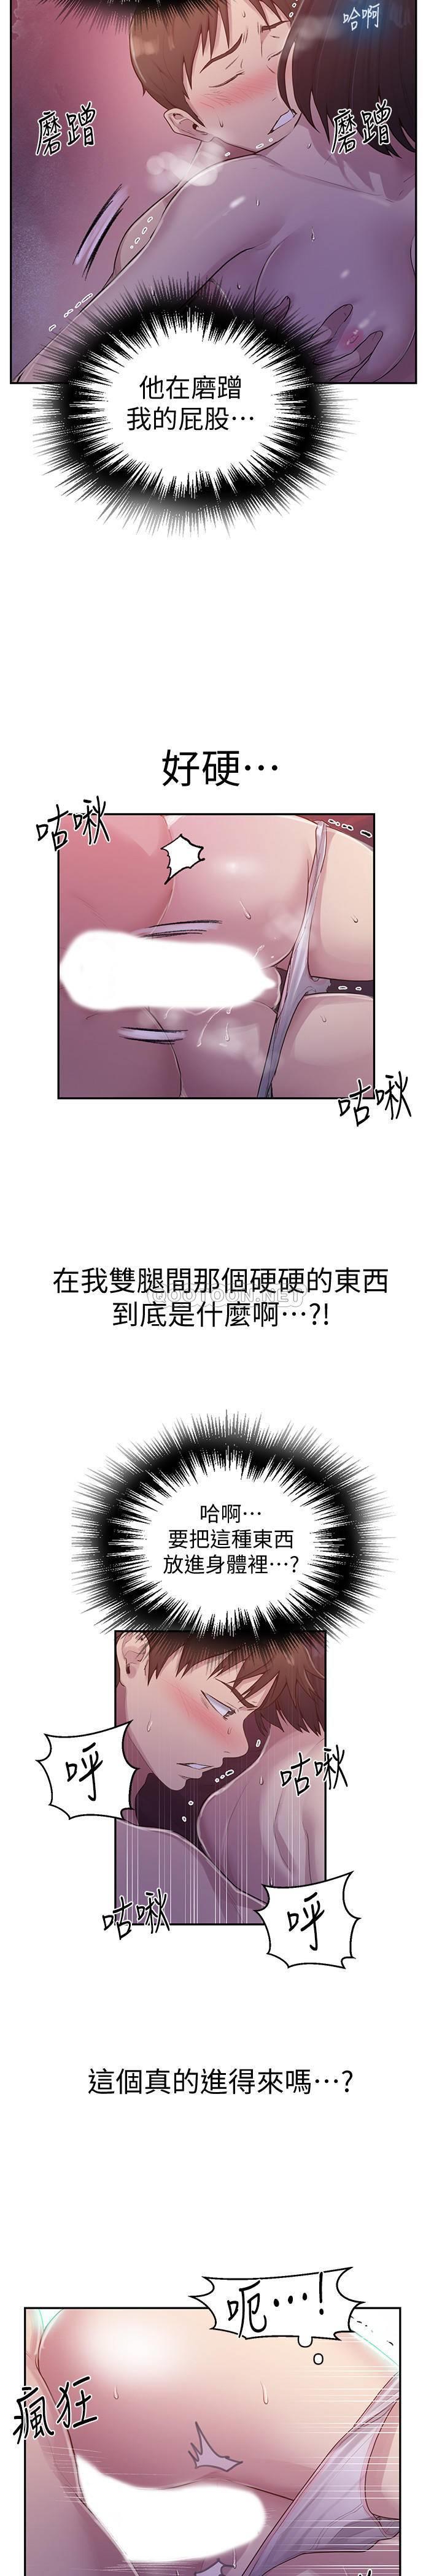 哈啊
磨蹭
磨蹭
他在磨蹭
我的屁股…
好硬…
咕啾
咕啾
在我雙腿間那個硬硬的東西
到底是什麼啊…?!
TOPTOON.NET
哈啊…
要把這種東西
放進身體裡…?
呼
咕啾
咕啾
呼
這個真的進得來嗎…?
呃…!
瘋狂